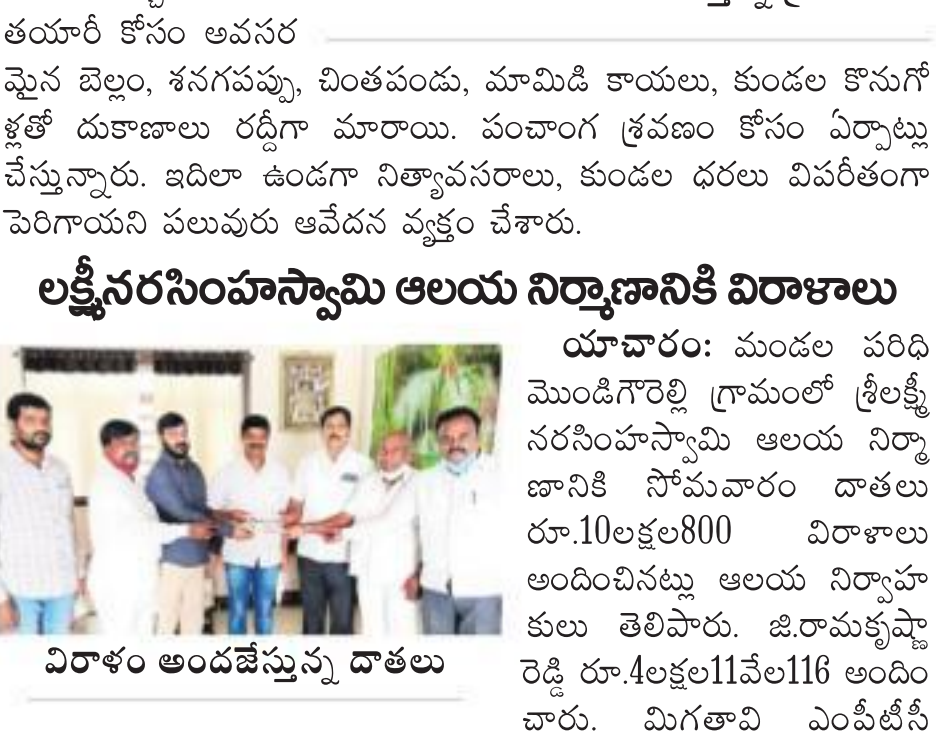 తయారీ కోసం అవసర
మైన బెల్లం, శనగపప్పు, చింతపండు, మామిడి కాయలు, కుండల కొనుగో
ళ్లతో దుకాణాలు రద్దీగా మారాయి. పంచాంగ శ్రవణం కోసం ఏర్పాట్లు
చేస్తున్నారు. ఇదిలా ఉండగా నిత్యావసరాలు, కుండల ధరలు విపరీతంగా
పెరిగాయని పలువురు ఆవేదన వ్యక్తం చేశారు.
లక్ష్మీనరసింహస్వామి ఆలయ నిర్మాణానికి విరాళాలు
యాచారం: మండల పరిధి
మొండిగౌరెల్లి గ్రామంలో శ్రీలక్ష్మీ
నరసింహస్వామి ఆలయ నిర్మా
ణానికి సోమవారం దాతలు
రూ.10లక్షల800 విరాళాలు
అందించినట్లు ఆలయ నిర్వాహ
కులు తెలిపారు. జి.రామకృష్ణా
రెడ్డి రూ.4లక్షల11వేల116 అందిం
చారు. మిగతావి ఎంపీటీసీ
విరాళం అందజేస్తున్న దాతలు